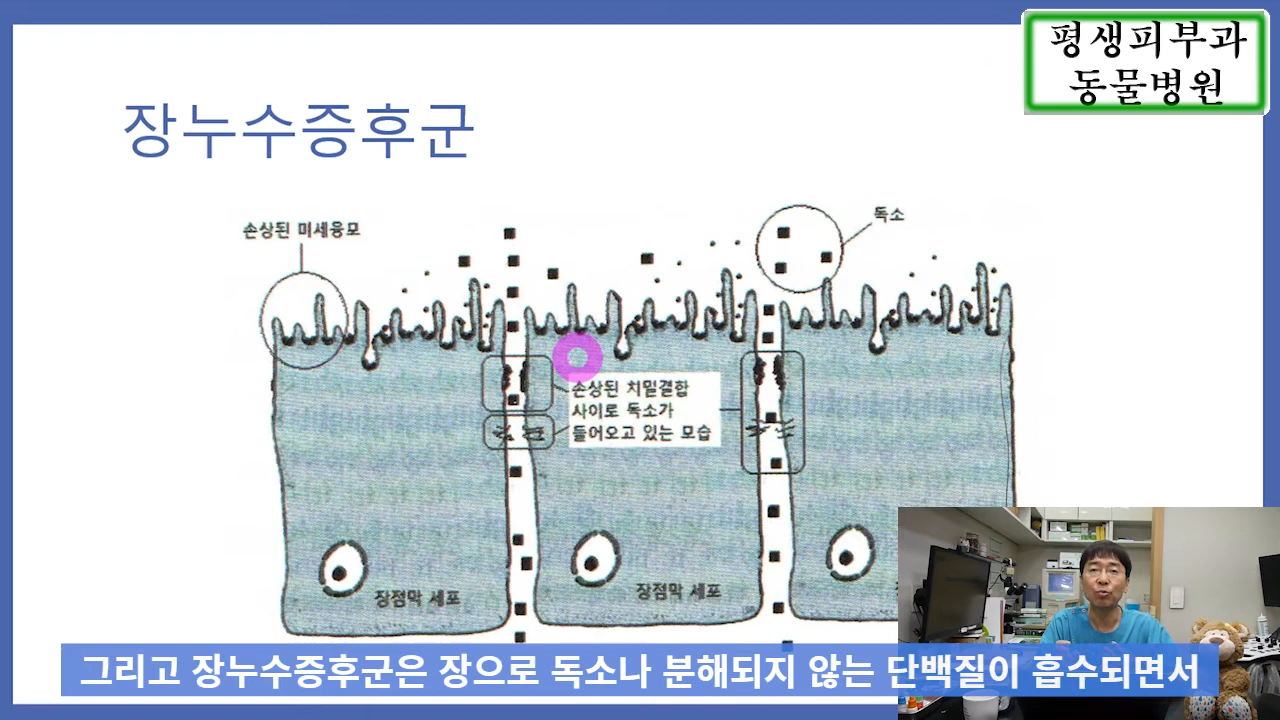 평생피부과
동물병원
장누수증후군
손상된 미세융모
독소
손상된 치밀결합
사이로 독소가
들어오고 있는 모습
장점막 세포
장점막 세포
그리고 장누수증후군은 장으로 독소나 분해되지 않는 단백질이 흡수되면서